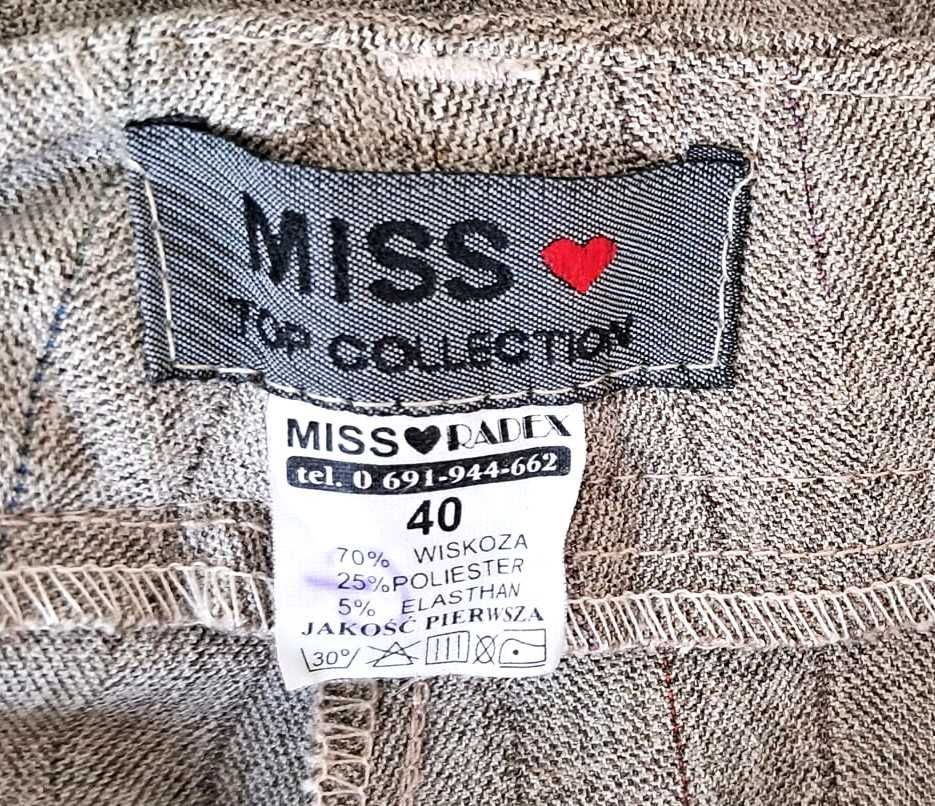 MISS ♥
TOP COLLECTION
MISS ♥ RADEX
tel. 0 691-944-662
40
70% WISKOZA
25% POLIESTER
5% ELASTHAN
JAKOŚĆ PIERWSZA
30°